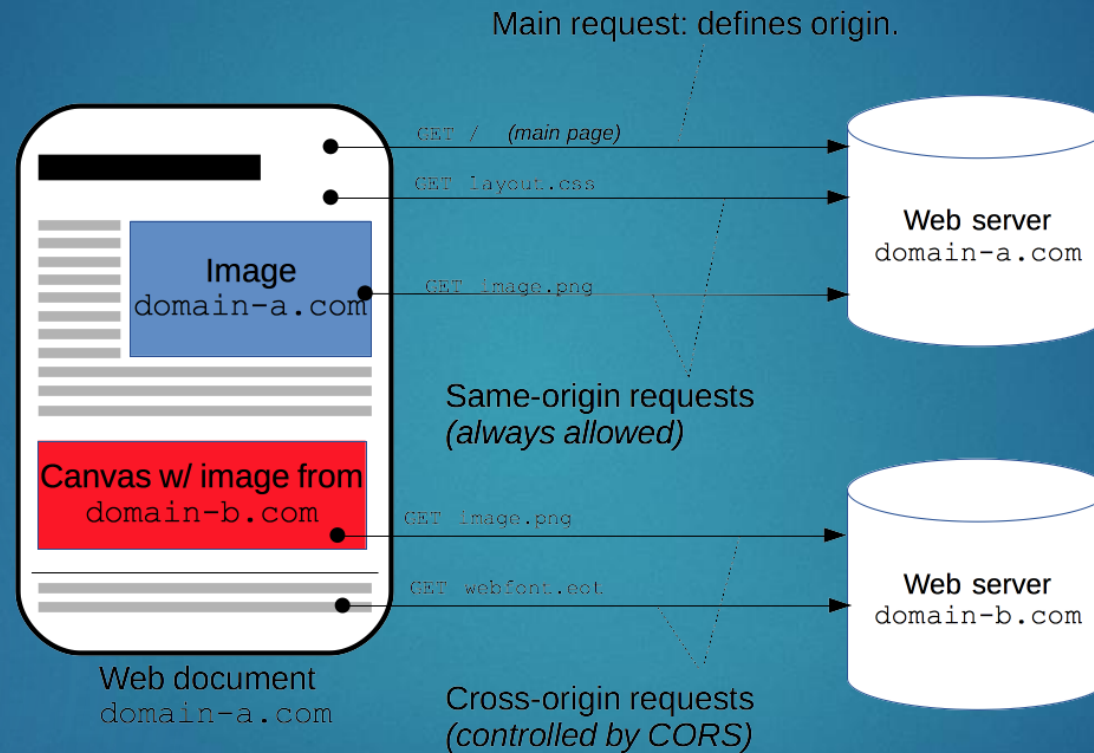 Main request: defines origin.
GET / (main page)
GET layout.css
Web server
domain-a.com
Image
domain-a.com
GET image.png
Same-origin requests
(always allowed)
Canvas w/ image from
domain-b.com
GET image.png
GET webfont.eot
Web server
domain-b.com
Web document
domain-a.com
Cross-origin requests
(controlled by CORS)